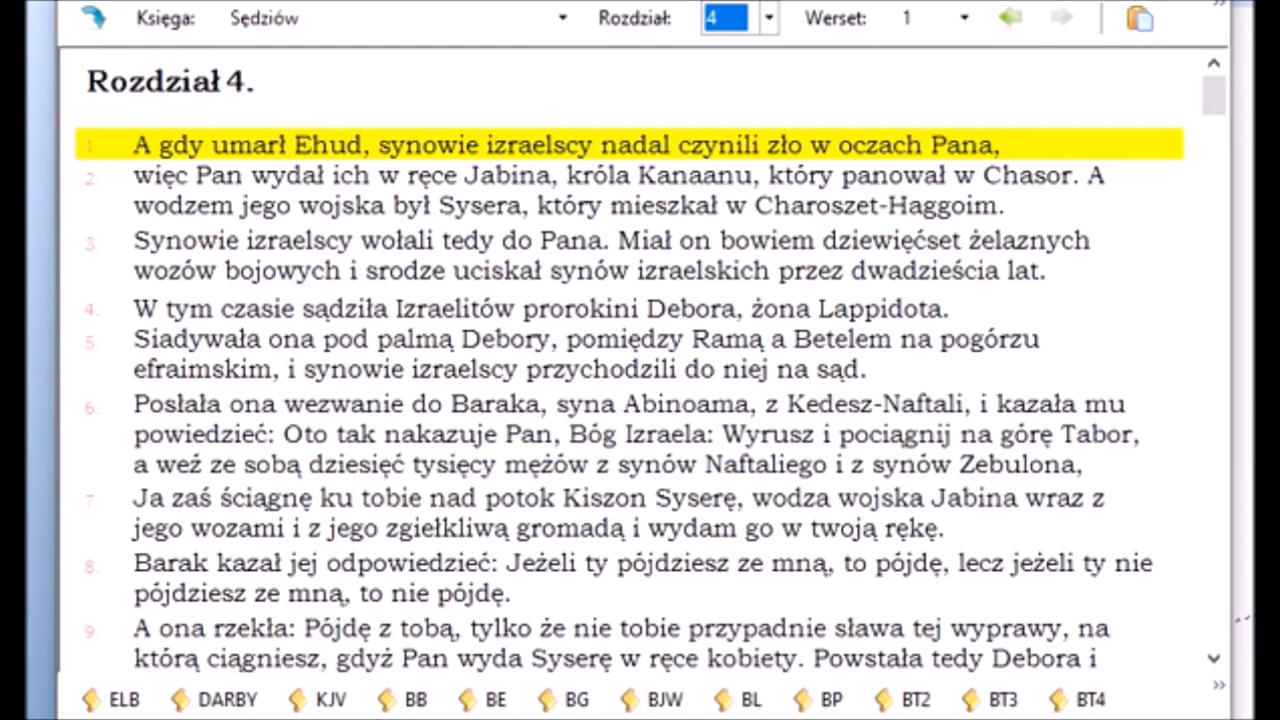 Księga: Sędziów Rozdział: 4 Werset: 1
Rozdział 4.
1. A gdy umarł Ehud, synowie izraelscy nadal czynili zło w oczach Pana,
2. więc Pan wydał ich w ręce Jabina, króla Kanaanu, który panował w Chasor. A
wodzem jego wojska był Sysera, który mieszkał w Charoszet-Haggoim.
3. Synowie izraelscy wołali tedy do Pana. Miał on bowiem dziewięćset żelaznych
wozów bojowych i srodze uciskał synów izraelskich przez dwadzieścia lat.
4. W tym czasie sądziła Izraelitów prorokini Debora, żona Lappidota.
5. Siadywała ona pod palmą Debory, pomiędzy Ramą a Betelem na pogórzu
efraimskim, i synowie izraelscy przychodzili do niej na sąd.
6. Posłała ona wezwanie do Baraka, syna Abinoama, z Kedesz-Naftali, i kazała mu
powiedzieć: Oto tak nakazuje Pan, Bóg Izraela: Wyrusz i pociągnij na górę Tabor,
a weź ze sobą dziesięć tysięcy mężów z synów Naftaliego i z synów Zebulona,
7. Ja zaś ściągnę ku tobie nad potok Kiszon Syserę, wodza wojska Jabina wraz z
jego wozami i z jego zgiełkliwą gromadą i wydam go w twoją rękę.
8. Barak kazał jej odpowiedzieć: Jeżeli ty pójdziesz ze mną, to pójdę, lecz jeżeli ty nie
pójdziesz ze mną, to nie pójdę.
9. A ona rzekła: Pójdę z tobą, tylko że nie tobie przypadnie sława tej wyprawy, na
którą ciągniesz, gdyż Pan wyda Syserę w ręce kobiety. Powstała tedy Debora i
ELB DARBY KJV BB BE BG BJW BL BP BT2 BT3 BT4